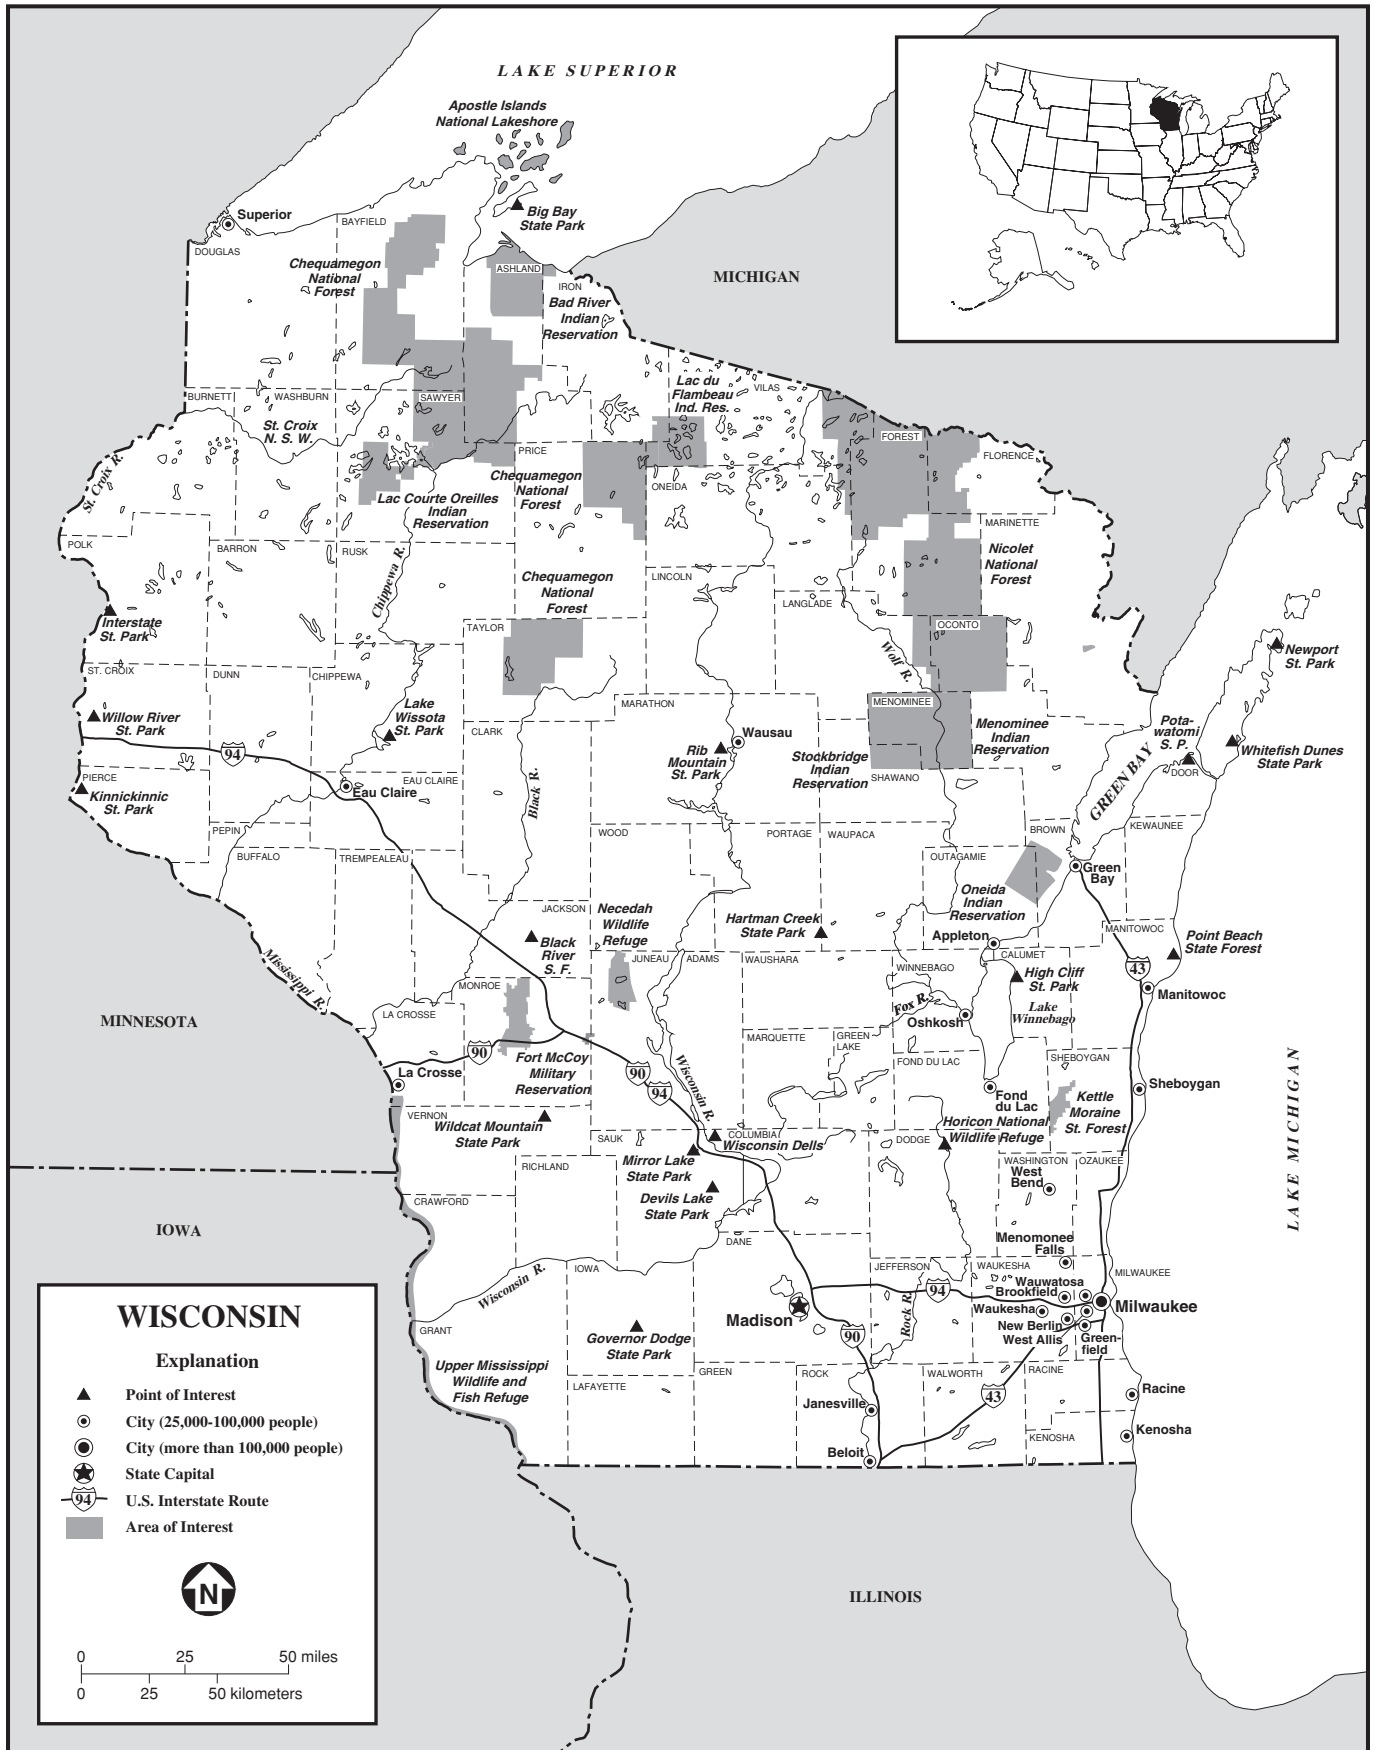 LAKE SUPERIOR
Apostle Islands
National Lakeshore
Superior
BAYFIELD
Big Bay
State Park
DOUGLAS
Chequamegon
National
Forest
ASHLAND
IRON
MICHIGAN
Bad River
Indian
Reservation
Lac du
Flambeau
Ind. Res.
VILAS
BURNETT
WASHBURN
SAWYER
St. Croix
N. S. W.
FOREST
PRICE
FLORENCE
St. Croix R.
Chequamegon
National
Forest
ONEIDA
Lac Courte Oreilles
Indian
Reservation
MARINETTE
POLK
BARRON
RUSK
Nicolet
National
Forest
Chippewa R.
Chequamegon
National
Forest
LINCOLN
LANGLADE
Interstate
St. Park
TAYLOR
OCONTO
Newport
St. Park
Wolf R.
ST. CROIX
DUNN
CHIPPEWA
MARATHON
MENOMINEE
Willow River
St. Park
Lake
Wissota
St. Park
CLARK
Wausau
Rib
Mountain
St. Park
Menominee
Indian
Reservation
Stockbridge
Indian
Reservation
Pota-
watomi
S. P.
Whitefish Dunes
State Park
94
GREEN BAY
DOOR
PIERCE
Kinnickinnic
St. Park
EAU CLAIRE
Eau Claire
SHAWANO
Black R.
PEPIN
WOOD
PORTAGE
WAUPACA
BROWN
KEWAUNEE
BUFFALO
TREMPEALEAU
OUTAGAMIE
Green
Bay
Oneida
Indian
Reservation
JACKSON
Necedah
Wildlife
Refuge
Hartman Creek
State Park
Black
River
S. F.
Appleton
MANITOWOC
Point Beach
State Forest
JUNEAU
ADAMS
WAUSHARA
CALUMET
WINNEBAGO
High Cliff
St. Park
43
Mississippi R.
MONROE
Manitowoc
Fox R.
Oshkosh
Lake
Winnebago
MINNESOTA
LA CROSSE
MARQUETTE
GREEN
LAKE
90
Fort McCoy
Military
Reservation
FOND DU LAC
SHEBOYGAN
La Crosse
90
94
Wisconsin R.
Sheboygan
Fond
du Lac
Kettle
Moraine
St. Forest
VERNON
Wildcat Mountain
State Park
Horicon National
Wildlife Refuge
SAUK
COLUMBIA
Wisconsin Dells
DODGE
LAKE MICHIGAN
RICHLAND
Mirror Lake
State Park
WASHINGTON
OZAUKEE
West
Bend
Devils Lake
State Park
CRAWFORD
IOWA
DANE
Menomonee
Falls
IOWA
JEFFERSON
WAUKESHA
MILWAUKEE
Wisconsin R.
94
Wauwatosa
Brookfield
Madison
Waukesha
Milwaukee
Rock R.
New Berlin
West Allis
Green-
field
GRANT
Governor Dodge
State Park
90
Upper Mississippi
Wildlife and
Fish Refuge
LAFAYETTE
GREEN
ROCK
WALWORTH
RACINE
43
Racine
Janesville
KENOSHA
Kenosha
Beloit
ILLINOIS
WISCONSIN
Explanation
Point of Interest
City (25,000-100,000 people)
City (more than 100,000 people)
State Capital
94 U.S. Interstate Route
Area of Interest
N
0 25 50 miles
0 25 50 kilometers